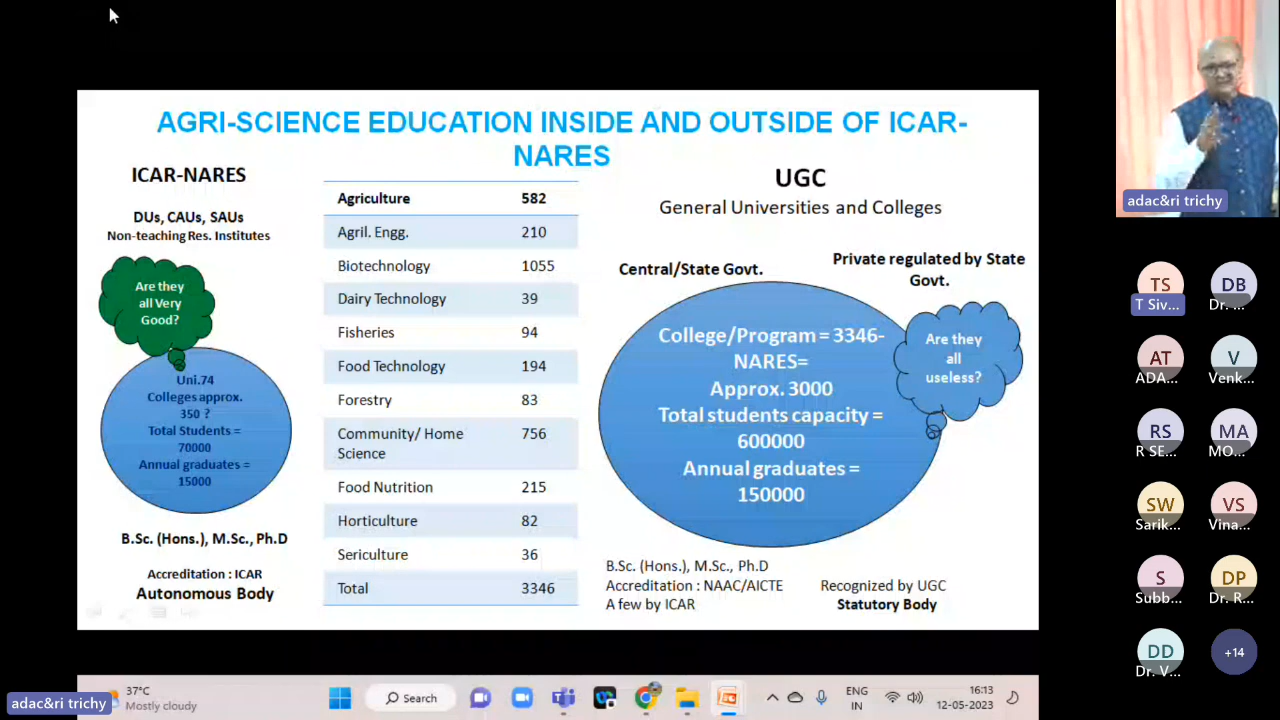 AGRI-SCIENCE EDUCATION INSIDE AND OUTSIDE OF ICAR-
NARES
ICAR-NARES
DUs, CAUs, SAUs
Non-teaching Res. Institutes
Are they
all Very
Good?
Uni.74
Colleges approx.
350 ?
Total Students =
70000
Annual graduates =
15000
B.Sc. (Hons.), M.Sc., Ph.D
Accreditation : ICAR
Autonomous Body
Agriculture 582
Agril. Engg. 210
Biotechnology 1055
Dairy Technology 39
Fisheries 94
Food Technology 194
Forestry 83
Community/ Home 756
Science
Food Nutrition 215
Horticulture 82
Sericulture 36
Total 3346
UGC
General Universities and Colleges
Central/State Govt.
Private regulated by State
Govt.
College/Program = 3346-
NARES=
Approx. 3000
Total students capacity =
600000
Annual graduates =
150000
Are they
all
useless?
B.Sc. (Hons.), M.Sc., Ph.D
Accreditation : NAAC/AICTE
A few by ICAR
Recognized by UGC
Statutory Body
adac&ri trichy
TS DB
T Siv... Dr. ...
AT V
ADA... Venk...
RS MA
R SE... MO...
SW VS
Sarik... Vina...
S DP
Subb... Dr. R...
DD +14
Dr. V...
37°C
Mostly cloudy
adac&ri trichy
Search
ENG
IN
16:13
12-05-2023